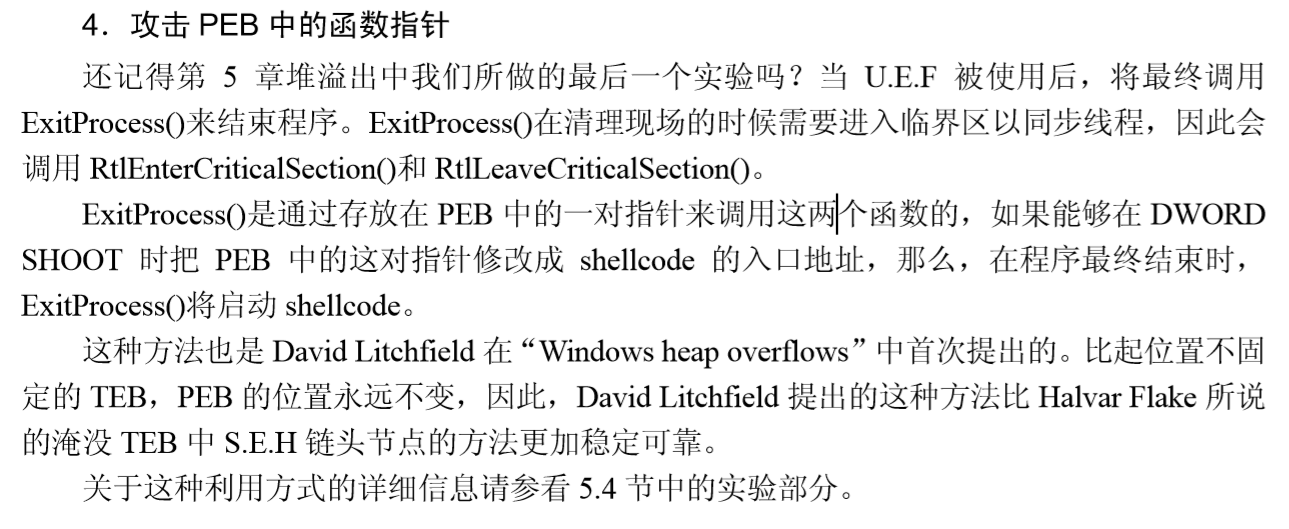 4．攻击 PEB 中的函数指针
还记得第 5 章堆溢出中我们所做的最后一个实验吗？当 U.E.F 被使用后，将最终调用
ExitProcess()来结束程序。ExitProcess()在清理现场的时候需要进入临界区以同步线程，因此会
调用 RtlEnterCriticalSection()和 RtlLeaveCriticalSection()。
ExitProcess()是通过存放在 PEB 中的一对指针来调用这两个函数的，如果能够在 DWORD
SHOOT 时把 PEB 中的这对指针修改成 shellcode 的入口地址，那么，在程序最终结束时，
ExitProcess()将启动 shellcode。
这种方法也是 David Litchfield 在“Windows heap overflows”中首次提出的。比起位置不固
定的 TEB，PEB 的位置永远不变，因此，David Litchfield 提出的这种方法比 Halvar Flake 所说
的淹没 TEB 中 S.E.H 链头节点的方法更加稳定可靠。
关于这种利用方式的详细信息请参看 5.4 节中的实验部分。